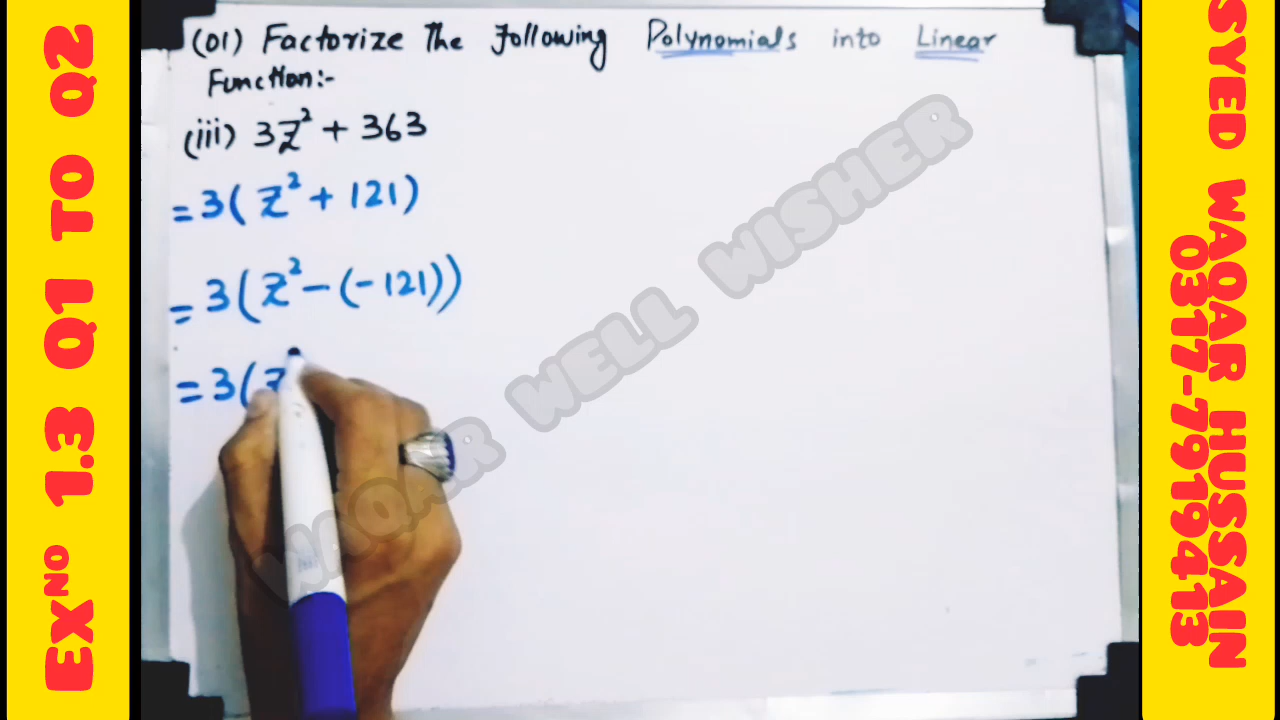 EXNO 1.3 Q1 TO Q2
(01) Factorize The Following Polynomials into Linear
Function:-
(iii) 3Z² + 363
= 3( Z² + 121)
= 3(Z² - (-121))
= 3(Z
WAQAR WELL WISHER
SYED WAQAR HUSSAIN
0317-7919413